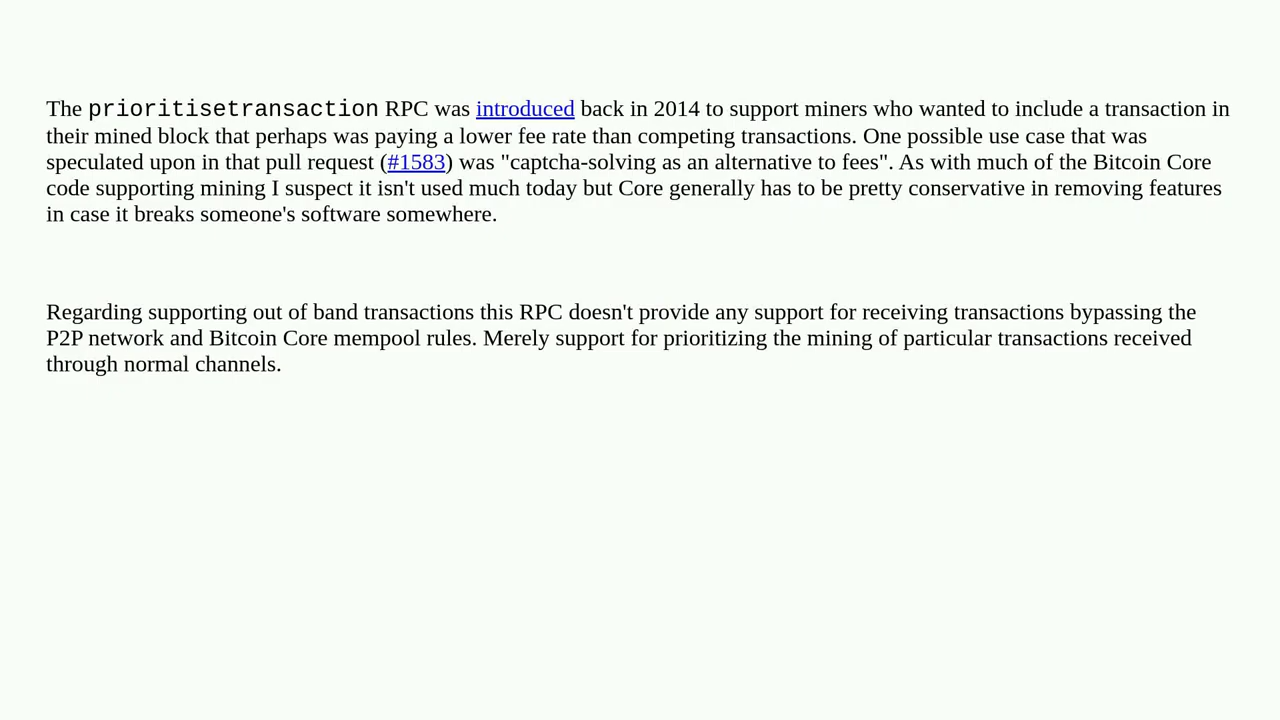 The prioritisetransaction RPC was introduced back in 2014 to support miners who wanted to include a transaction in
their mined block that perhaps was paying a lower fee rate than competing transactions. One possible use case that was
speculated upon in that pull request (#1583) was "captcha-solving as an alternative to fees". As with much of the Bitcoin Core
code supporting mining I suspect it isn't used much today but Core generally has to be pretty conservative in removing features
in case it breaks someone's software somewhere.
Regarding supporting out of band transactions this RPC doesn't provide any support for receiving transactions bypassing the
P2P network and Bitcoin Core mempool rules. Merely support for prioritizing the mining of particular transactions received
through normal channels.